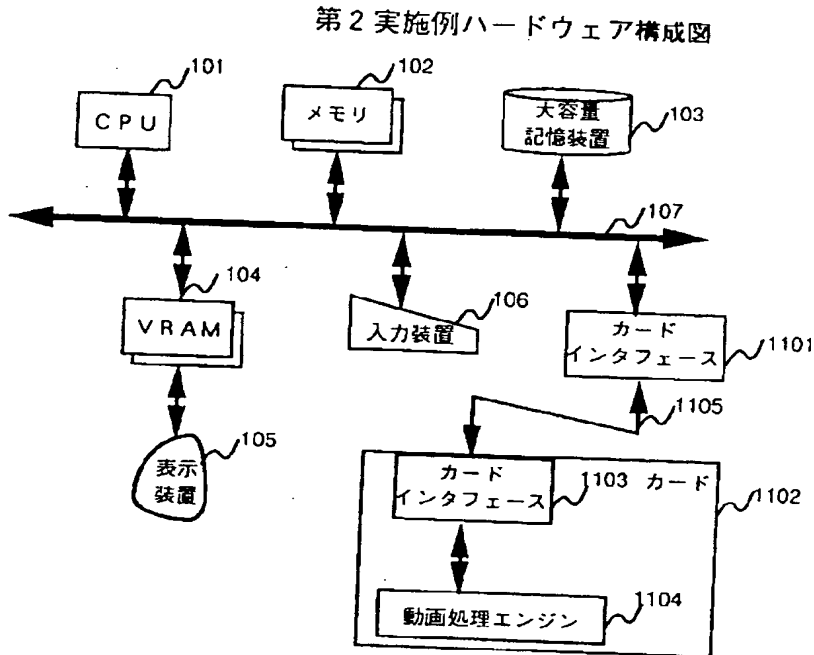 第2実施例ハードウェア構成図
101
102
103
CPU
メモリ
大容量
記憶装置
107
104
106
VRAM
入力装置
カード
インタフェース
1101
1105
105
表示
装置
カード
インタフェース
1103
カード
1102
動画処理エンジン
1104